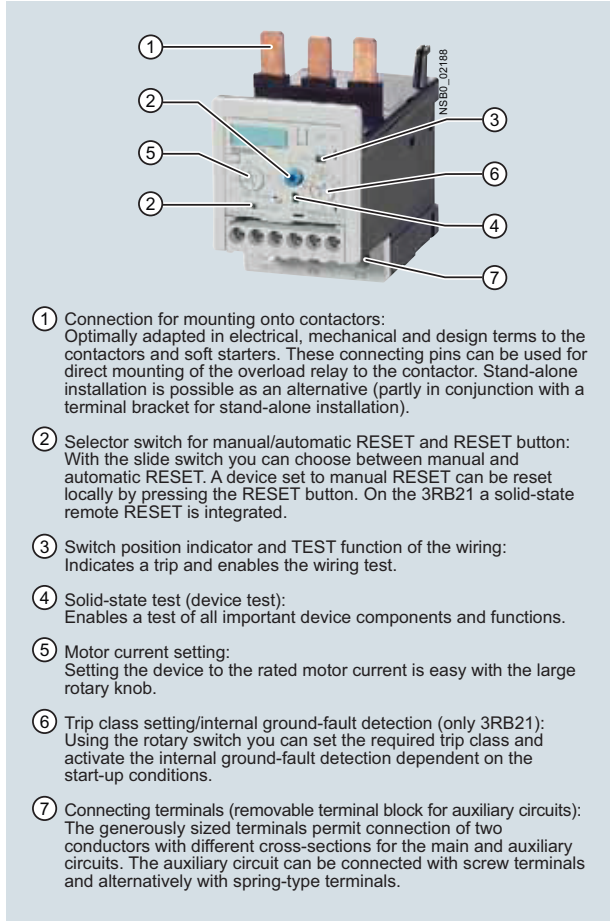 1
2
5
2
NSB0_02188
3
6
4
7
1 Connection for mounting onto contactors:
Optimally adapted in electrical, mechanical and design terms to the
contactors and soft starters. These connecting pins can be used for
direct mounting of the overload relay to the contactor. Stand-alone
installation is possible as an alternative (partly in conjunction with a
terminal bracket for stand-alone installation).
2 Selector switch for manual/automatic RESET and RESET button:
With the slide switch you can choose between manual and
automatic RESET. A device set to manual RESET can be reset
locally by pressing the RESET button. On the 3RB21 a solid-state
remote RESET is integrated.
3 Switch position indicator and TEST function of the wiring:
Indicates a trip and enables the wiring test.
4 Solid-state test (device test):
Enables a test of all important device components and functions.
5 Motor current setting:
Setting the device to the rated motor current is easy with the large
rotary knob.
6 Trip class setting/internal ground-fault detection (only 3RB21):
Using the rotary switch you can set the required trip class and
activate the internal ground-fault detection dependent on the
start-up conditions.
7 Connecting terminals (removable terminal block for auxiliary circuits):
The generously sized terminals permit connection of two
conductors with different cross-sections for the main and auxiliary
circuits. The auxiliary circuit can be connected with screw terminals
and alternatively with spring-type terminals.